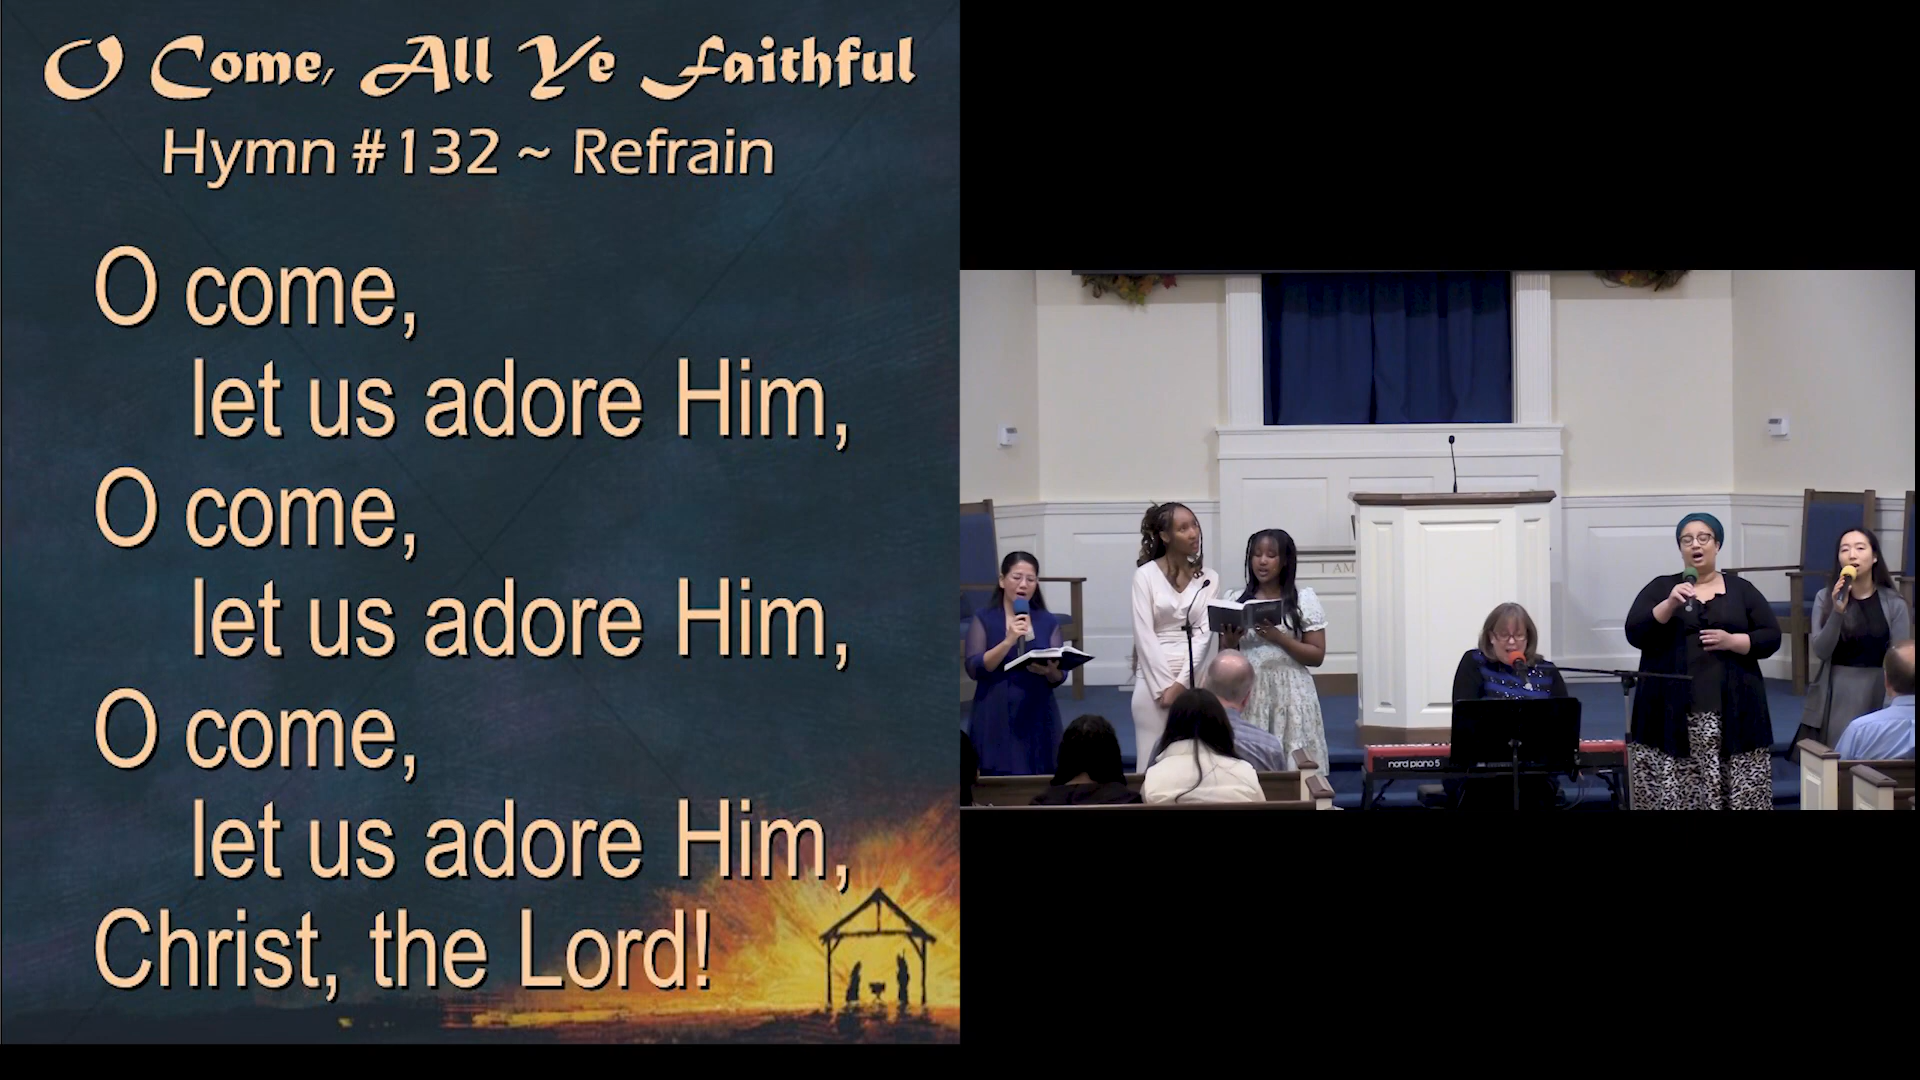 O Come, All Ye Faithful
Hymn #132 ~ Refrain
O come,
let us adore Him,
O come,
let us adore Him,
O come,
let us adore Him,
Christ, the Lord!
I AM
nord piano 5